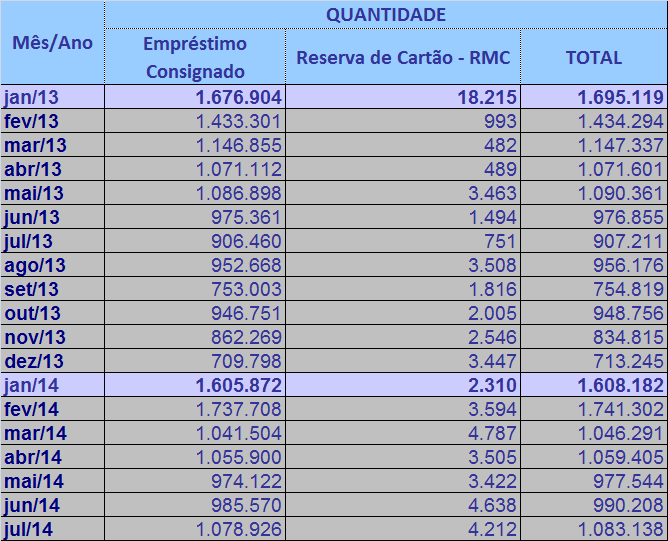 QUANTIDADE
Mês/Ano Empréstimo Consignado Reserva de Cartão - RMC TOTAL
jan/13 1.676.904 18.215 1.695.119
fev/13 1.433.301 993 1.434.294
mar/13 1.146.855 482 1.147.337
abr/13 1.071.112 489 1.071.601
mai/13 1.086.898 3.463 1.090.361
jun/13 975.361 1.494 976.855
jul/13 906.460 751 907.211
ago/13 952.668 3.508 956.176
set/13 753.003 1.816 754.819
out/13 946.751 2.005 948.756
nov/13 862.269 2.546 834.815
dez/13 709.798 3.447 713.245
jan/14 1.605.872 2.310 1.608.182
fev/14 1.737.708 3.594 1.741.302
mar/14 1.041.504 4.787 1.046.291
abr/14 1.055.900 3.505 1.059.405
mai/14 974.122 3.422 977.544
jun/14 985.570 4.638 990.208
jul/14 1.078.926 4.212 1.083.138